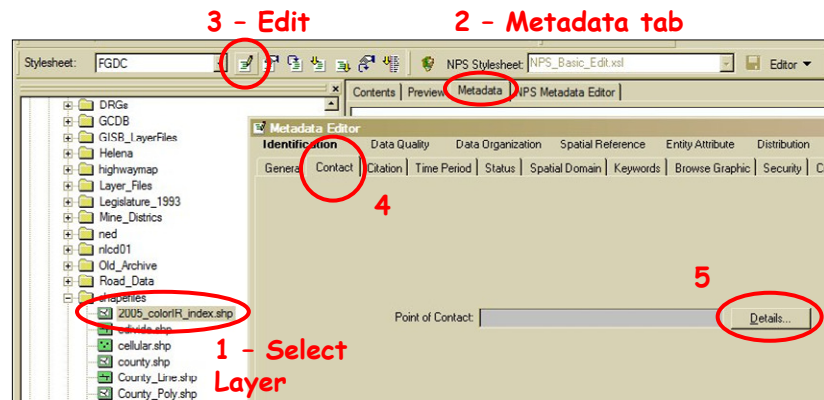 3 - Edit
2 - Metadata tab
Stylesheet: FGDC
NPS Stylesheet: NPS_Basic_Edit.xsl
Editor
Contents Preview Metadata NPS Metadata Editor
DRGs
GCDB
GISB_LayerFiles
Helena
highwaymap
Layer_Files
Legislature_1993
Mine_Districs
ned
nlcd01
Old_Archive
Road_Data
shapefiles
2005_colorIR_index.shp
cdivide.shp
cellular.shp
county.shp
County_Line.shp
County_Poly.shp
1 - Select
Layer
Metadata Editor
Identification Data Quality Data Organization Spatial Reference Entity Attribute Distribution
General Contact Citation Time Period Status Spatial Domain Keywords Browse Graphic Security
4
5
Point of Contact: Details...